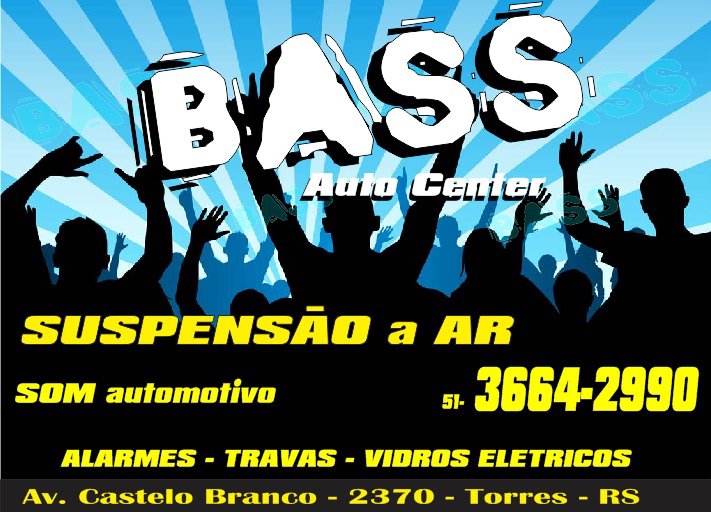 BASS
Auto Center
SUSPENSÃO a AR
SOM automotivo
51- 3664-2990
ALARMES - TRAVAS - VIDROS ELETRICOS
Av. Castelo Branco - 2370 - Torres - RS